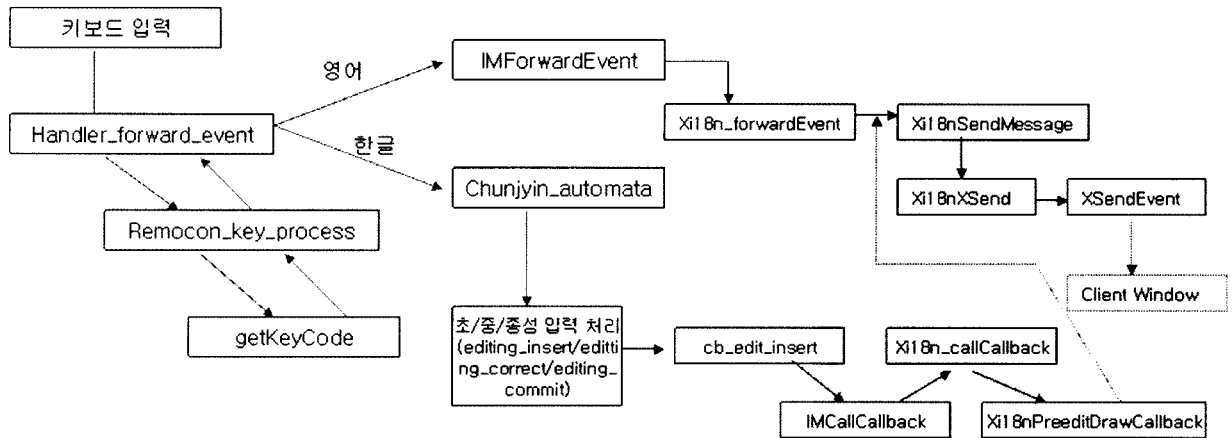 키보드 입력
영어
IMForwardEvent
Xi18n_forwardEvent
Xi18nSendMessage
Handler_forward_event
한글
Chunjyin_automata
Xi18nXSend
XSendEvent
Remocon_key_process
Client Window
getKeyCode
초/중/종성 입력 처리
(editing_insert/editti
ng_correct/editing_
commit)
cb_edit_insert
Xi18n_callCallback
IMCallCallback
Xi18nPreeditDrawCallback